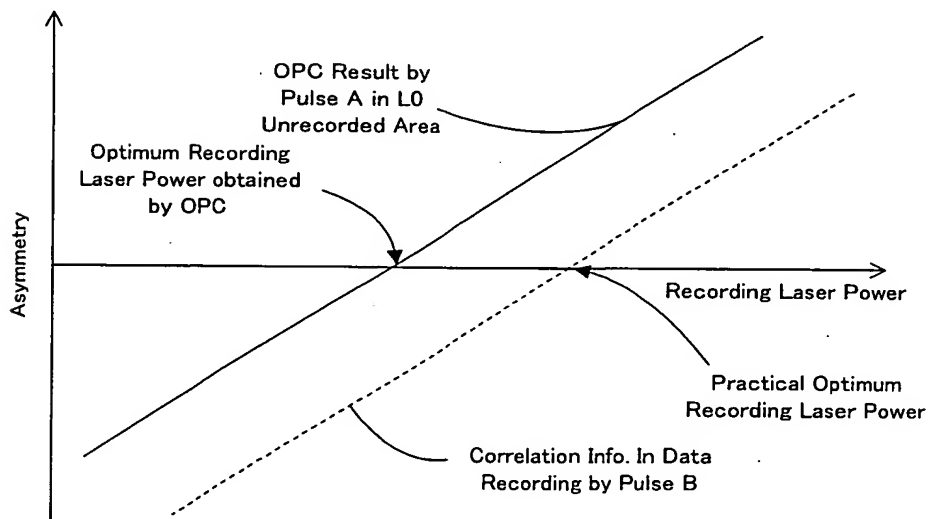 OPC Result by
Pulse A in L0
Unrecorded Area
Optimum Recording
Laser Power obtained
by OPC
Asymmetry
Recording Laser Power
Practical Optimum
Recording Laser Power
Correlation Info. In Data
Recording by Pulse B